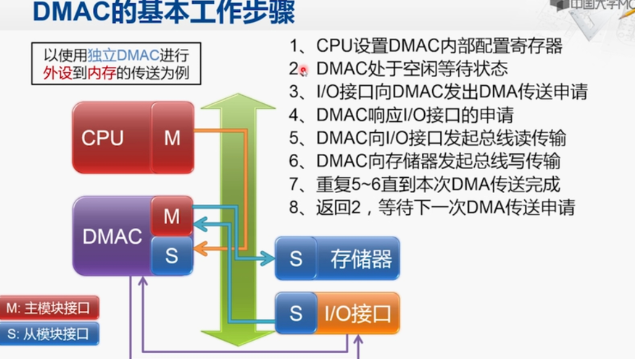 DMAC的基本工作步骤
中国大学MO
以使用独立DMAC进行
外设到内存的传送为例
1、CPU设置DMAC内部配置寄存器
2、DMAC处于空闲等待状态
3、I/O接口向DMAC发出DMA传送申请
4、DMAC响应I/O接口的申请
5、DMAC向I/O接口发起总线读传输
6、DMAC向存储器发起总线写传输
7、重复5~6直到本次DMA传送完成
8、返回2，等待下一次DMA传送申请
CPU M
DMAC M
S
S 存储器
S I/O接口
M: 主模块接口
S: 从模块接口